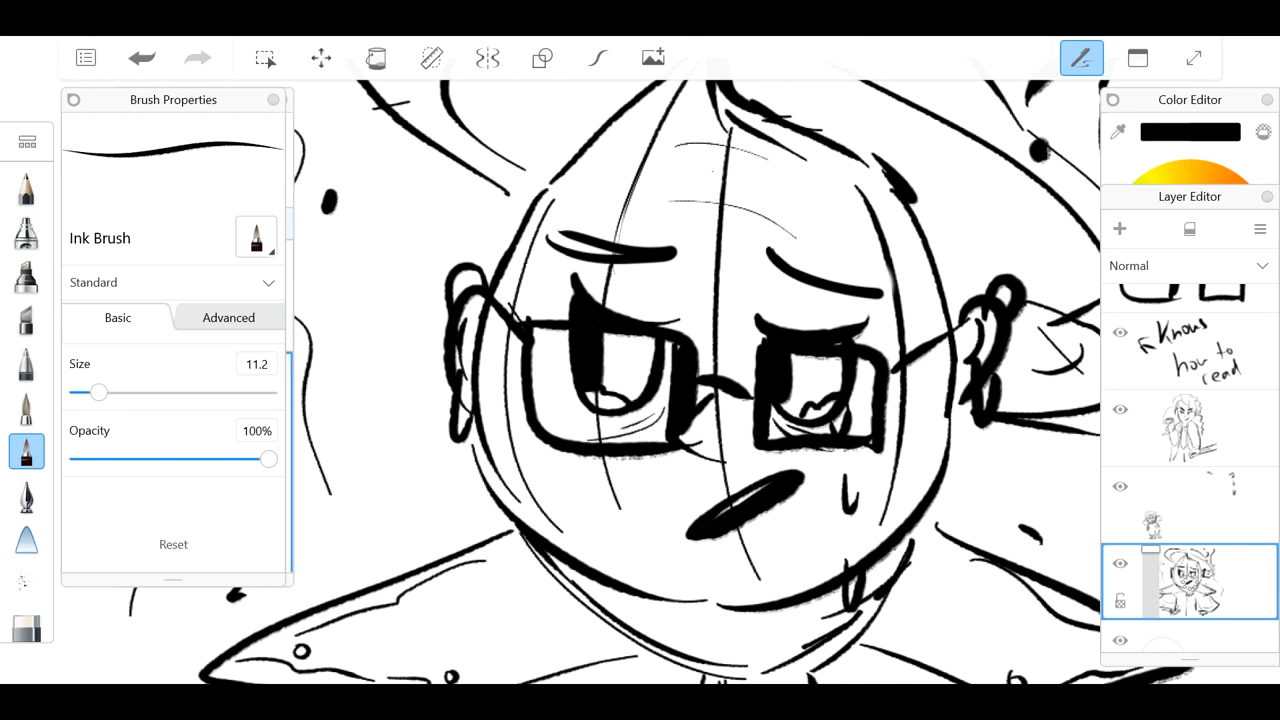 Brush Properties
Ink Brush
Standard
Basic
Advanced
Size
11.2
Opacity
100%
Reset
Color Editor
Layer Editor
Normal
Knows
how to
read